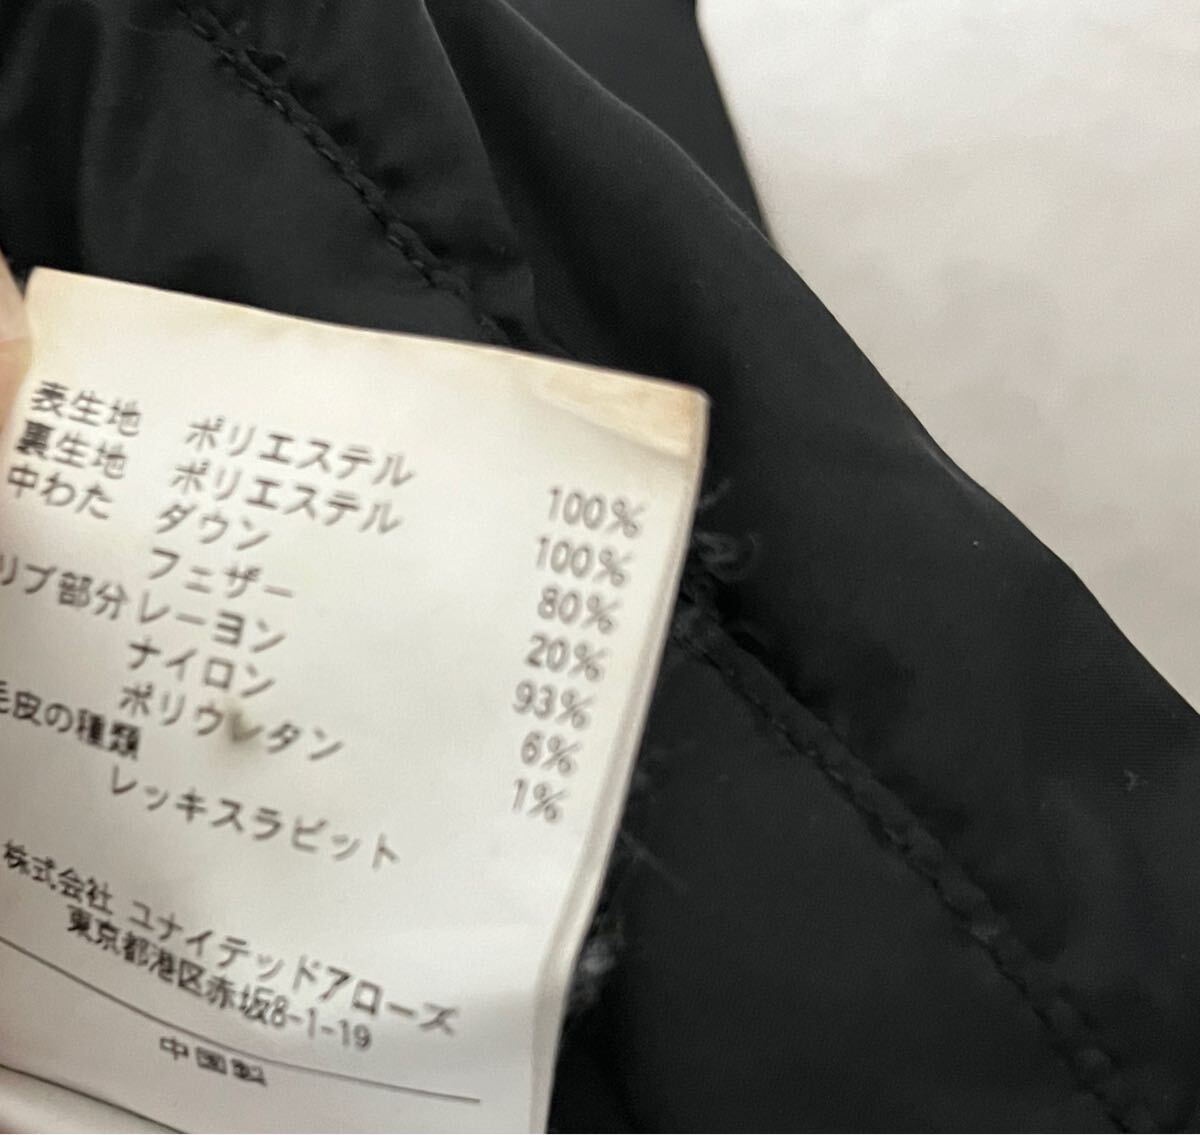 表生地 ポリエステル 100%
裏生地 ポリエステル 100%
中わた ダウン 80%
フェザー 20%
リブ部分 レーヨン 93%
ナイロン 6%
ポリウレタン 1%
毛皮の種類
レッキスラビット
株式会社 ユナイテッドアローズ
東京都港区赤坂8-1-19
中国製